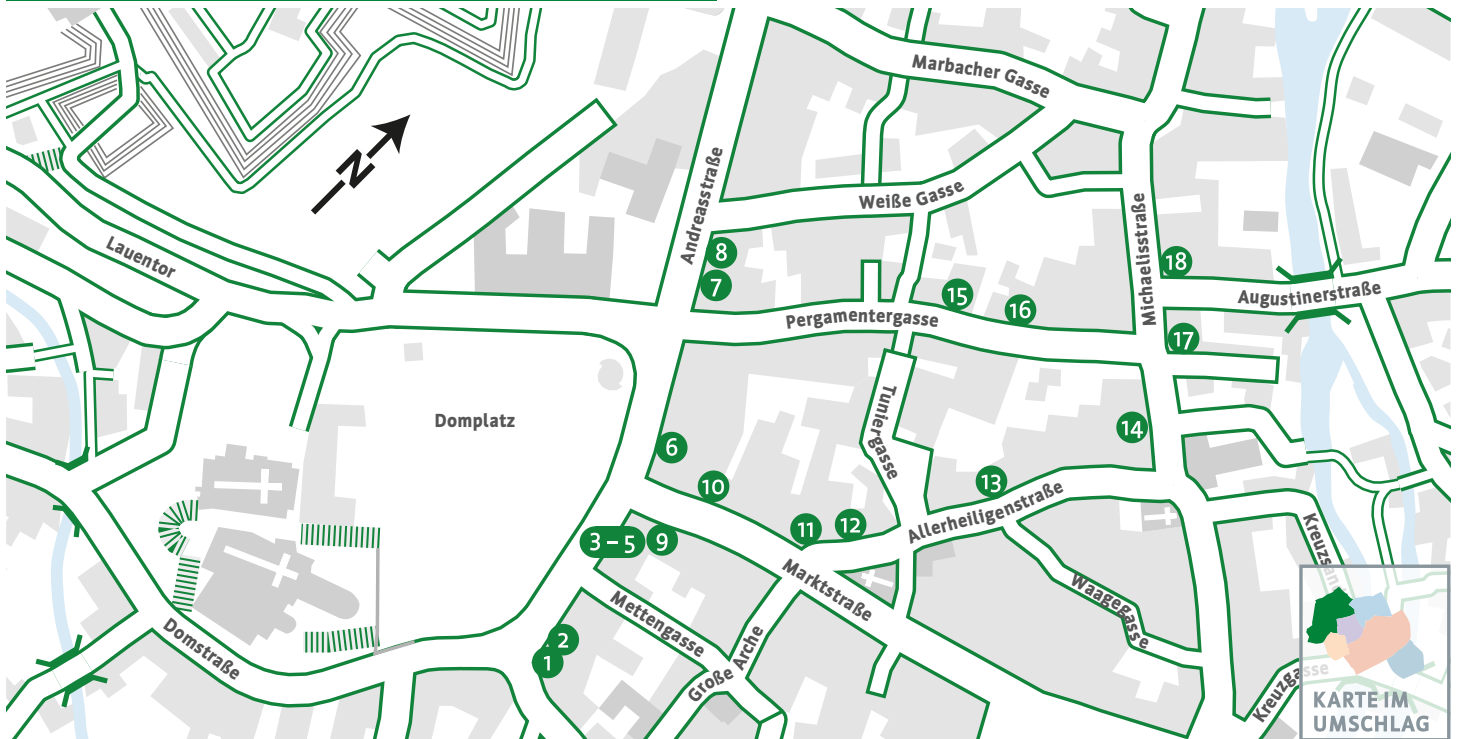 Marbacher Gasse
N
Andreasstraße
Weiße Gasse
Michaelisstraße
Lauentor
8
18
7
15
Augustinerstraße
16
Pergamentergasse
17
Domplatz
Turniergasse
14
6
10
13
Allerheiligenstraße
11
12
3 – 5
9
Kreuzsand
Marktstraße
Waagegasse
Mettengasse
2
1
Domstraße
Große Arche
Kreuzgasse
KARTE IM
UMSCHLAG